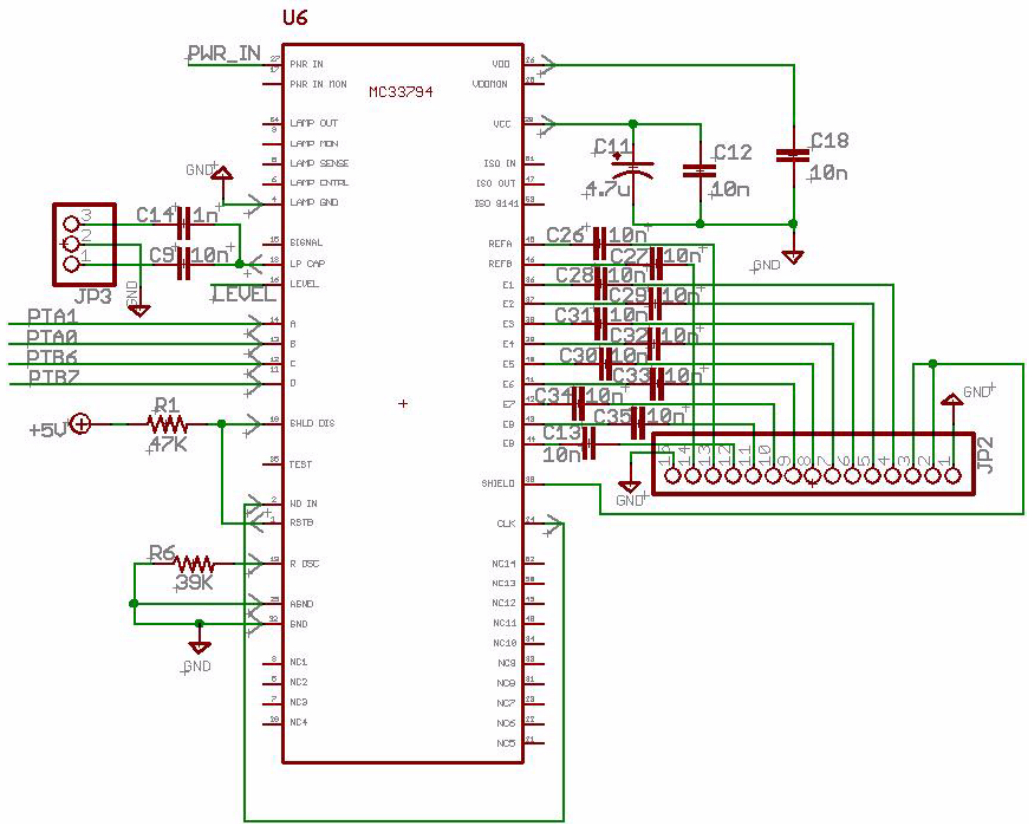 U6
PWR_IN
PWR IN
PWR IN MON
MC33794
VDD
VDDMON
LAMP OUT
LAMP MON
LAMP SENSE
LAMP CNTRL
LAMP GND
GND
VCC
ISO IN
ISO OUT
ISO 9141
C11
4.7u
C12
10n
C18
10n
GND
3
2
1
JP3
C14 1n
C9 10n
GND
SIGNAL
LP CAP
LEVEL
LEVEL
REFA
C26 10n
REFB
C27 10n
E1
C28 10n
E2
C29 10n
E3
C31 10n
E4
C32 10n
E5
C30 10n
E6
C33 10n
E7
C34 10n
C35 10n
C13
10n
PTA1
A
PTA0
B
PTB6
C
PTB7
D
+5V
R1
47K
SHLD DIS
TEST
WD IN
RSTB
R6
39K
R OSC
AGND
GND
GND
SHIELD
CLK
GND
15 14 13 12 11 10 9 8 7 6 5 4 3 2 1
JP2
GND
NC1
NC2
NC3
NC4
NC14
NC13
NC12
NC11
NC10
NC9
NC8
NC7
NC6
NC5